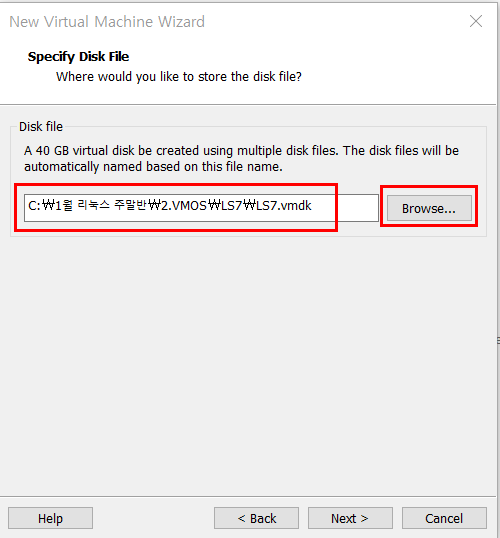 New Virtual Machine Wizard
Specify Disk File
Where would you like to store the disk file?
Disk file
A 40 GB virtual disk be created using multiple disk files. The disk files will be
automatically named based on this file name.
C:₩1월 리눅스 주말반₩2.VMOS₩LS7₩LS7.vmdk
Browse...
Help
< Back
Next >
Cancel